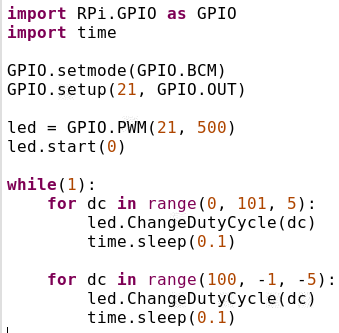 import RPi.GPIO as GPIO
import time

GPIO.setmode(GPIO.BCM)
GPIO.setup(21, GPIO.OUT)

led = GPIO.PWM(21, 500)
led.start(0)

while(1):
    for dc in range(0, 101, 5):
        led.ChangeDutyCycle(dc)
        time.sleep(0.1)

    for dc in range(100, -1, -5):
        led.ChangeDutyCycle(dc)
        time.sleep(0.1)